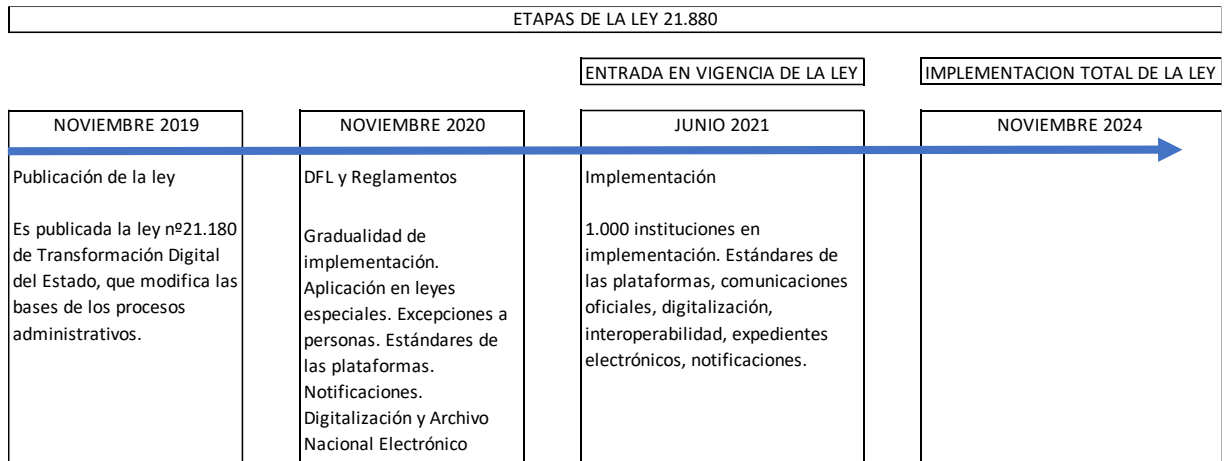 ETAPAS DE LA LEY 21.880
ENTRADA EN VIGENCIA DE LA LEY
IMPLEMENTACION TOTAL DE LA LEY
NOVIEMBRE 2019
Publicación de la ley
Es publicada la ley nº21.180
de Transformación Digital
del Estado, que modifica las
bases de los procesos
administrativos.
NOVIEMBRE 2020
DFL y Reglamentos
Gradualidad de
implementación.
Aplicación en leyes
especiales. Excepciones a
personas. Estándares de
las plataformas.
Notificaciones.
Digitalización y Archivo
Nacional Electrónico
JUNIO 2021
Implementación
1.000 instituciones en
implementación. Estándares de
las plataformas, comunicaciones
oficiales, digitalización,
interoperabilidad, expedientes
electrónicos, notificaciones.
NOVIEMBRE 2024